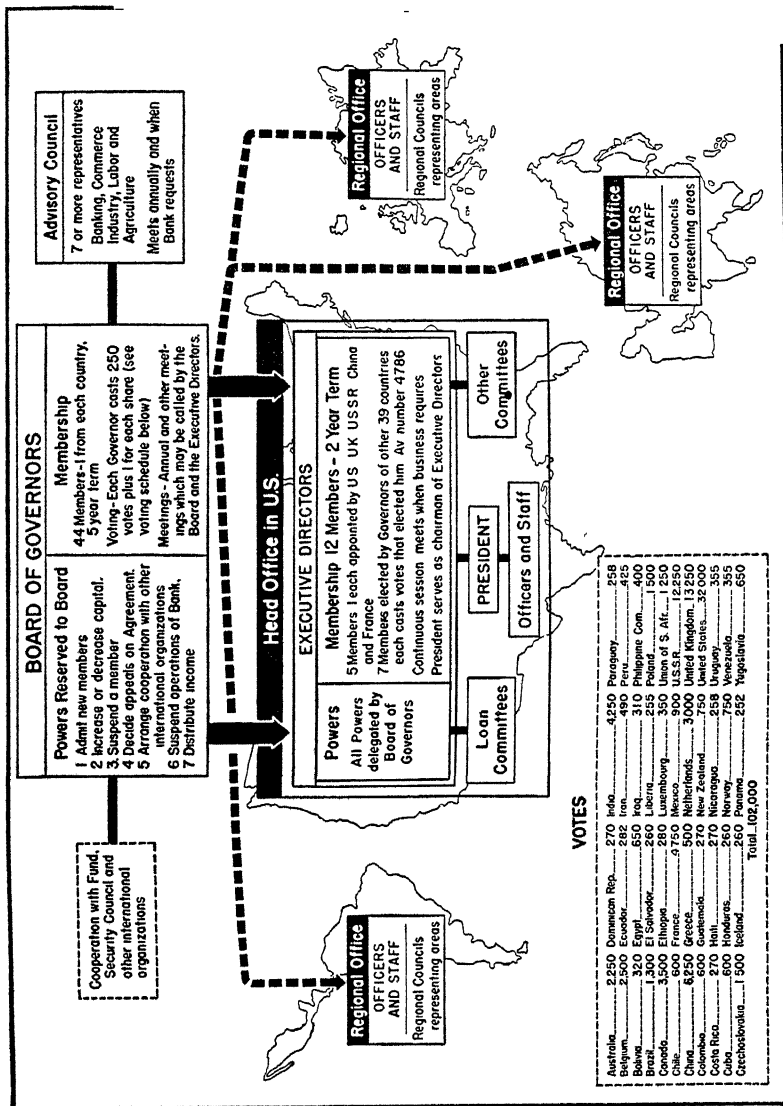 BOARD OF GOVERNORS
Powers Reserved to Board
1 Admit new members
2 Increase or decrease capital.
3. Suspend a member
4 Decide appeals on Agreement.
5 Arrange cooperation with other
international organizations
6 Suspend operations of Bank.
7 Distribute income
Membership
44 Members-1 from each country,
5 year term
Voting-Each Governor casts 250
votes plus 1 for each share (see
voting schedule below)
Meetings-Annual and other meet-
ings which may be called by the
Board and the Executive Directors.
Cooperation with Fund,
Security Council and
other international
organizations
Advisory Council
7 or more representatives
Banking, Commerce
Industry, Labor and
Agriculture
Meets annually and when
Bank requests
Head Office in U.S.
EXECUTIVE DIRECTORS
Powers
All Powers
delegated by
Board of
Governors
Membership 12 Members - 2 Year Term
5 Members 1 each appointed by US UK USSR China
and France
7 Members elected by Governors of other 39 countries
each casts votes that elected him Av number 4786
Continuous session meets when business requires
President serves as chairman of Executive Directors
Loan
Committees
PRESIDENT
Officers and Staff
Other
Committees
Regional Office
OFFICERS
AND STAFF
Regional Councils
representing areas
Regional Office
OFFICERS
AND STAFF
Regional Councils
representing areas
Regional Office
OFFICERS
AND STAFF
Regional Councils
representing areas
VOTES
Australia 2,250 Dominican Rep. 270 India 4,250 Paraguay 258
Belgium 2,500 Ecuador 282 Iran 490 Peru 425
Bolivia 320 Egypt 650 Iraq 310 Philippine Com. 400
Brazil 1,300 El Salvador 260 Liberia 255 Poland 1 500
Canada 3,500 Ethiopia 280 Luxembourg 350 Union of S. Afr. 1 250
Chile 600 France 4750 Mexico 900 U.S.S.R. 12,250
China 6,250 Greece 500 Netherlands 3000 United Kingdom 13 250
Colombia 600 Guatemala 270 New Zealand 750 United States 32 000
Costa Rica 270 Haiti 270 Nicaragua 258 Uruguay 355
Cuba 600 Honduras 260 Norway 750 Venezuela 355
Czechoslovakia 1 500 Iceland 260 Panama 252 Yugoslavia 650
Total 102,000